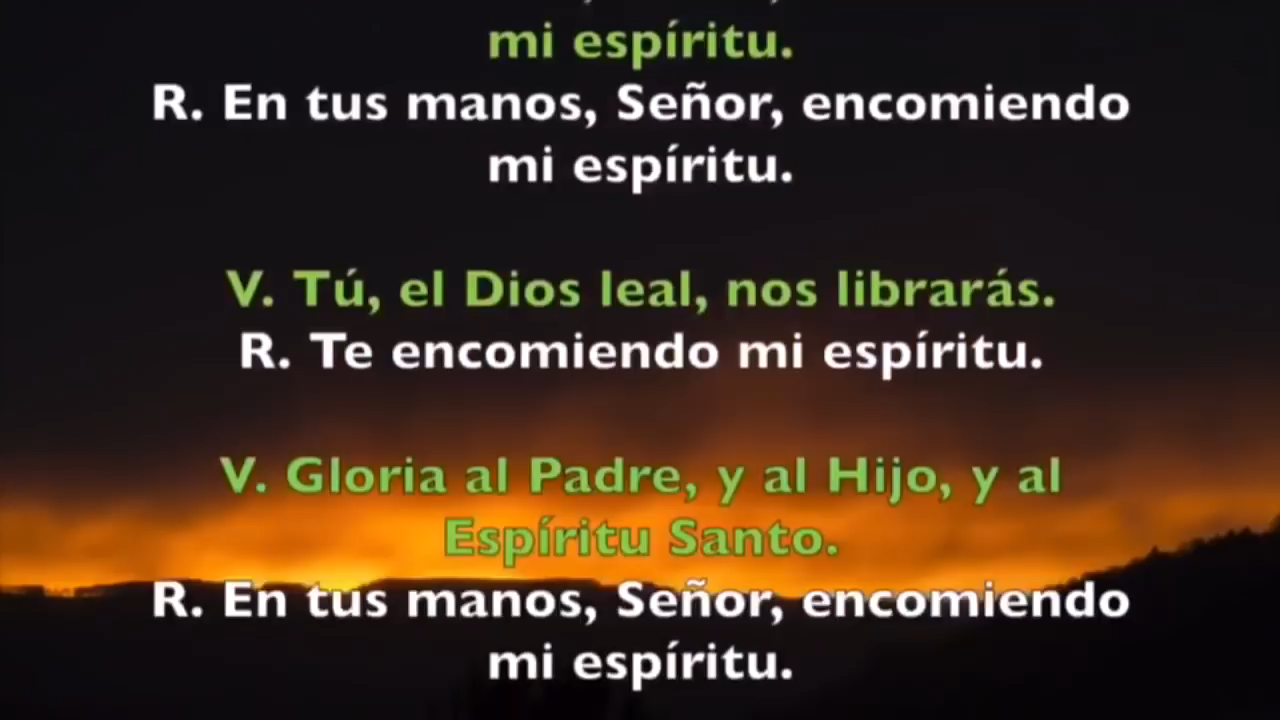 mi espíritu.
R. En tus manos, Señor, encomiendo
mi espíritu.
V. Tú, el Dios leal, nos librarás.
R. Te encomiendo mi espíritu.
V. Gloria al Padre, y al Hijo, y al
Espíritu Santo.
R. En tus manos, Señor, encomiendo
mi espíritu.